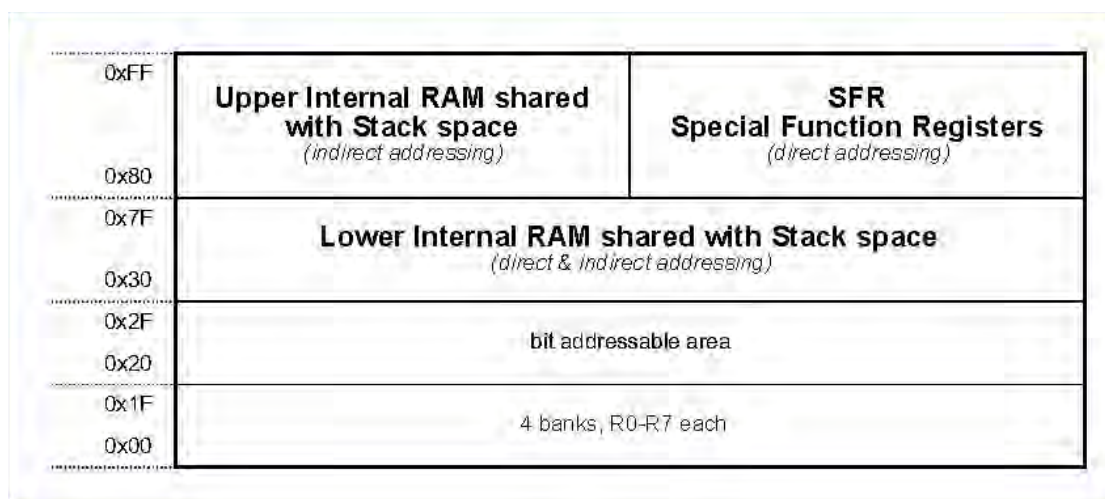 0xFF
Upper Internal RAM shared
with Stack space
(indirect addressing)
SFR
Special Function Registers
(direct addressing)
0x80
0x7F
Lower Internal RAM shared with Stack space
(direct & indirect addressing)
0x30
0x2F
bit addressable area
0x20
0x1F
4 banks, R0-R7 each
0x00